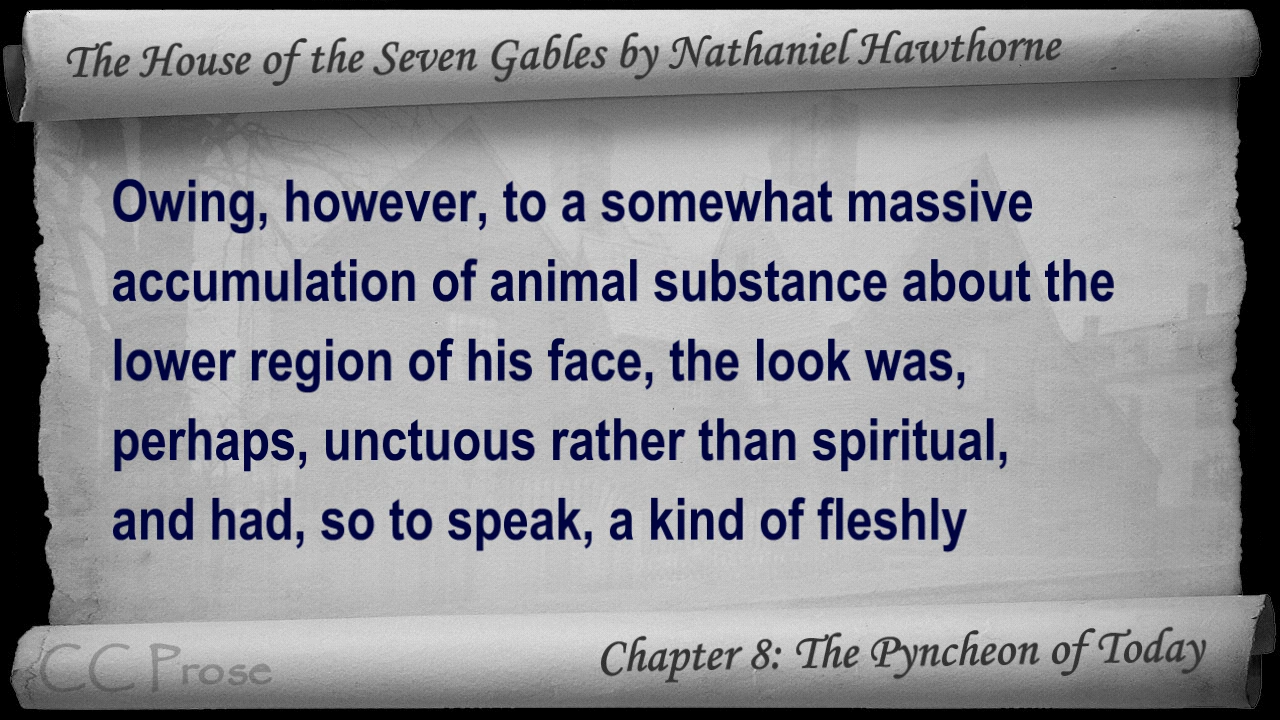 The House of the Seven Gables by Nathaniel Hawthorne
Owing, however, to a somewhat massive
accumulation of animal substance about the
lower region of his face, the look was,
perhaps, unctuous rather than spiritual,
and had, so to speak, a kind of fleshly
CC Prose
Chapter 8: The Pyncheon of Today